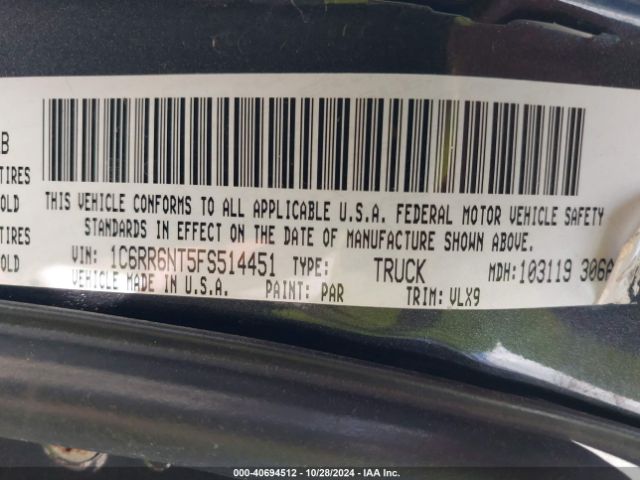 B
TIRES
OLD
TIRES
OLD
THIS VEHICLE CONFORMS TO ALL APPLICABLE U.S.A. FEDERAL MOTOR VEHICLE SAFETY
STANDARDS IN EFFECT ON THE DATE OF MANUFACTURE SHOWN ABOVE.
VIN: 1C6RR6NT5FS514451 TYPE: TRUCK MDH: 103119 306A
VEHICLE MADE IN U.S.A. PAINT: PAR TRIM: VLX9
000-40694512 | 10/28/2024 | IAA Inc.